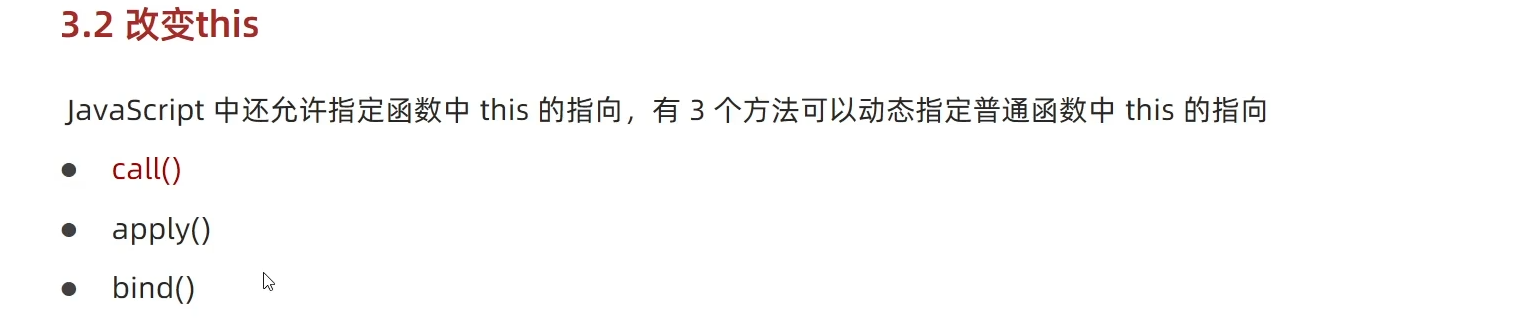 3.2 改变this
JavaScript 中还允许指定函数中 this 的指向，有 3 个方法可以动态指定普通函数中 this 的指向
● call()
● apply()
● bind()